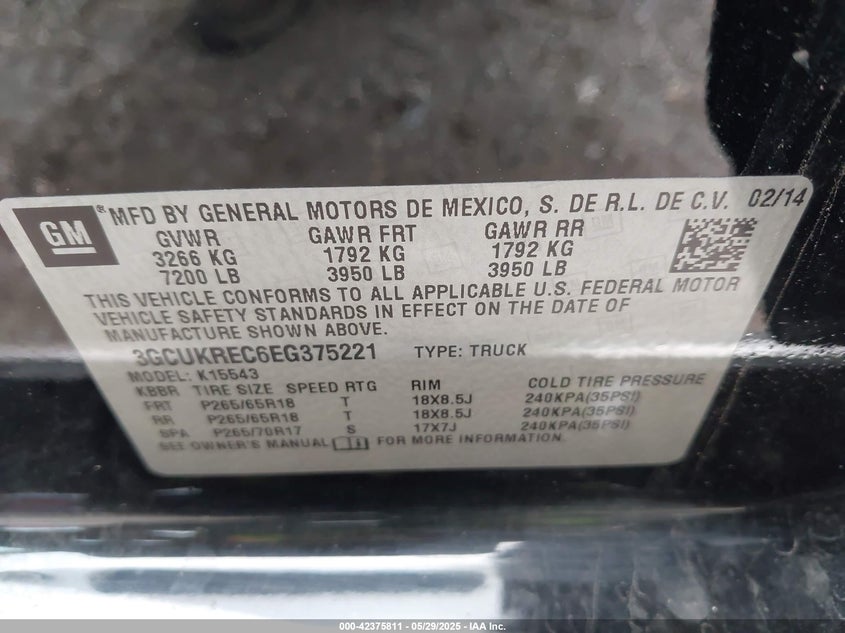 GM ® MFD BY GENERAL MOTORS DE MEXICO, S. DE R.L. DE C.V. 02/14
GVWR GAWR FRT GAWR RR
3266 KG 1792 KG 1792 KG
7200 LB 3950 LB 3950 LB
THIS VEHICLE CONFORMS TO ALL APPLICABLE U.S. FEDERAL MOTOR
VEHICLE SAFETY STANDARDS IN EFFECT ON THE DATE OF
MANUFACTURE SHOWN ABOVE.
3GCUKREC6EG375221 TYPE: TRUCK
MODEL: K15543
KBBR TIRE SIZE SPEED RTG RIM COLD TIRE PRESSURE
FRT P265/65R18 T 18X8.5J 240KPA(35PSI)
RR P265/65R18 T 18X8.5J 240KPA(35PSI)
SPA P265/70R17 S 17X7J 240KPA(35PSI)
SEE OWNER'S MANUAL FOR MORE INFORMATION.
000-42375811 - 05/29/2025 - IAA Inc.